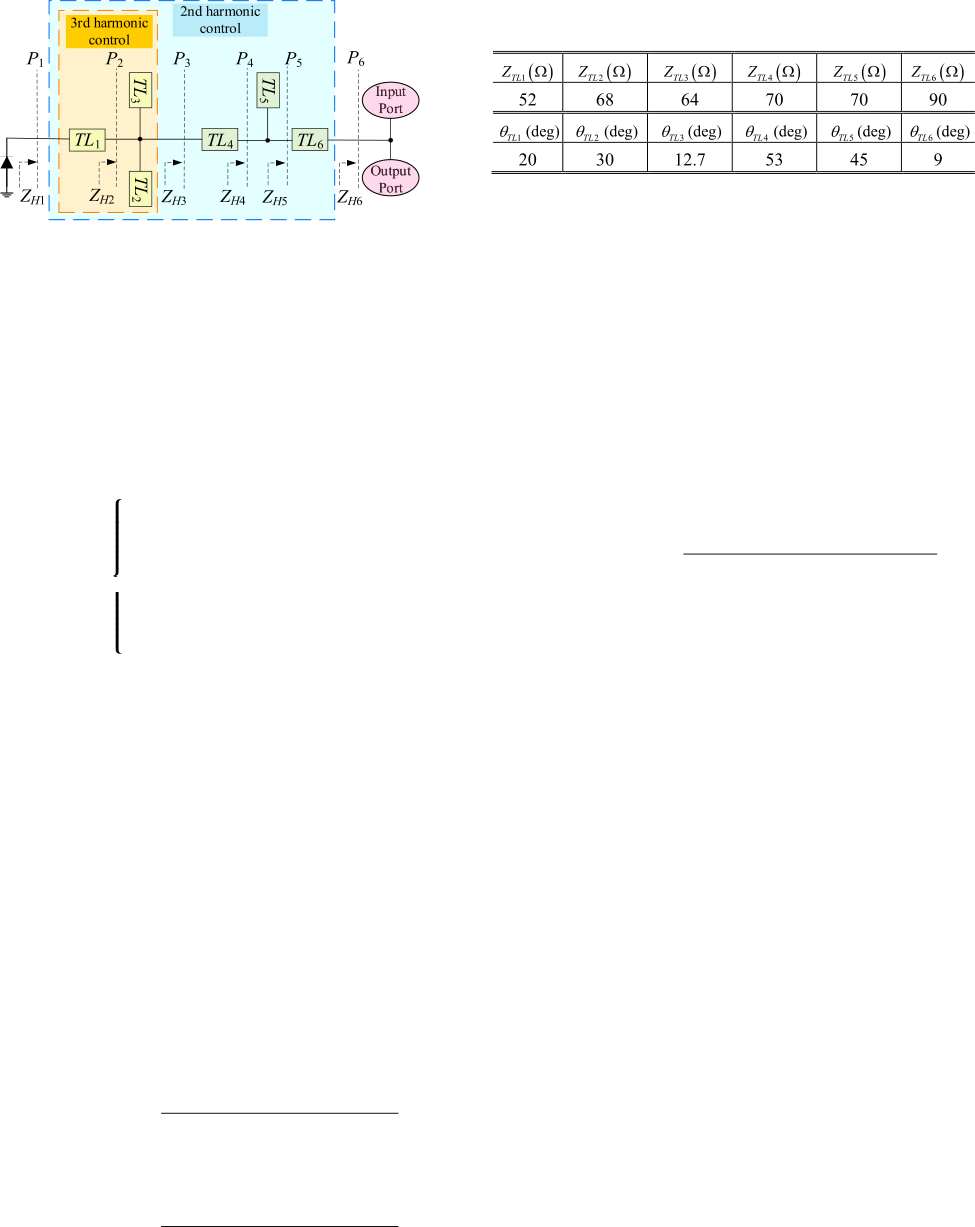 3rd harmonic
control
2nd harmonic
control
P1 P2 P3 P4 P5 P6
TL3
TL5
Input
Port
TL1
TL4
TL6
TL2
Output
Port
ZH1 ZH2 ZH3 ZH4 ZH5 ZH6
ZTL1(Ω) ZTL2(Ω) ZTL3(Ω) ZTL4(Ω) ZTL5(Ω) ZTL6(Ω)
52 68 64 70 70 90
θTL1(deg) θTL2(deg) θTL3(deg) θTL4(deg) θTL5(deg) θTL6(deg)
20 30 12.7 53 45 9